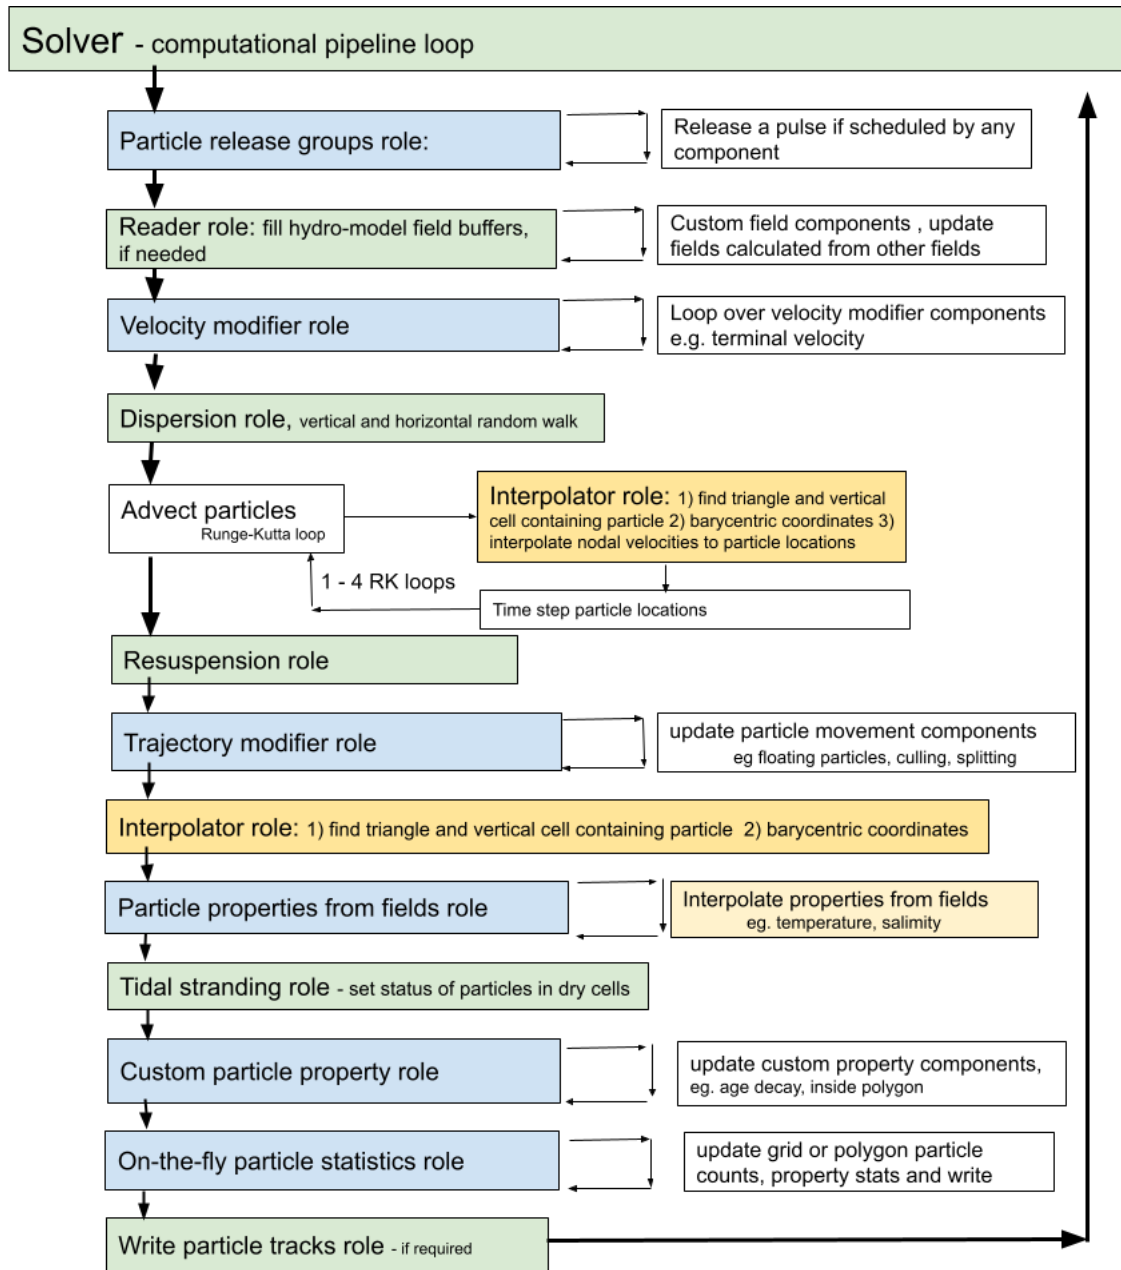 Solver - computational pipeline loop
Particle release groups role:
Release a pulse if scheduled by any
component
Reader role: fill hydro-model field buffers,
if needed
Custom field components , update
fields calculated from other fields
Velocity modifier role
Loop over velocity modifier components
e.g. terminal velocity
Dispersion role, vertical and horizontal random walk
Advect particles
Runge-Kutta loop
Interpolator role: 1) find triangle and vertical
cell containing particle 2) barycentric coordinates 3)
interpolate nodal velocities to particle locations
1 - 4 RK loops
Time step particle locations
Resuspension role
Trajectory modifier role
update particle movement components
eg floating particles, culling, splitting
Interpolator role: 1) find triangle and vertical cell containing particle 2) barycentric coordinates
Particle properties from fields role
Interpolate properties from fields
eg. temperature, salimity
Tidal stranding role - set status of particles in dry cells
Custom particle property role
update custom property components,
eg. age decay, inside polygon
On-the-fly particle statistics role
update grid or polygon particle
counts, property stats and write
Write particle tracks role - if required